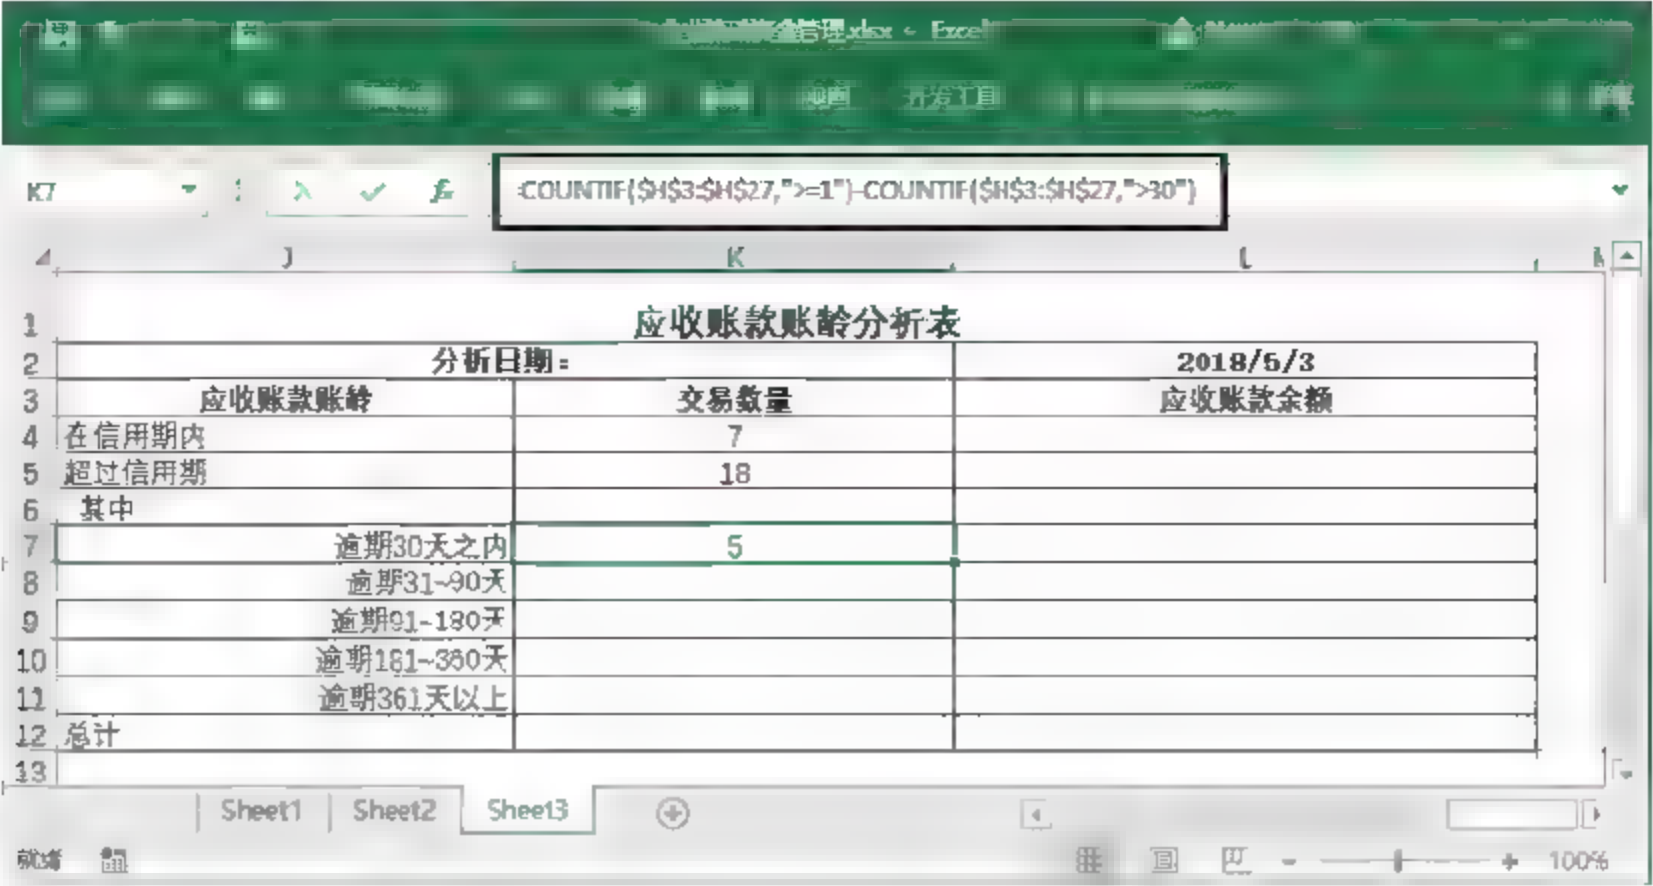 管理.xlsx - Excel
开发工具
K7
=COUNTIF($H$3:$H$27,">=1")-COUNTIF($H$3:$H$27,">30")
J K L
1 应收账款账龄分析表
2 分析日期: 2018/5/3
3 应收账款账龄 交易数量 应收账款余额
4 在信用期内 7
5 超过信用期 18
6 其中
7 逾期30天之内 5
8 逾期31~90天
9 逾期91~180天
10 逾期181~360天
11 逾期361天以上
12 总计
13
Sheet1 Sheet2 Sheet3
就绪 100%